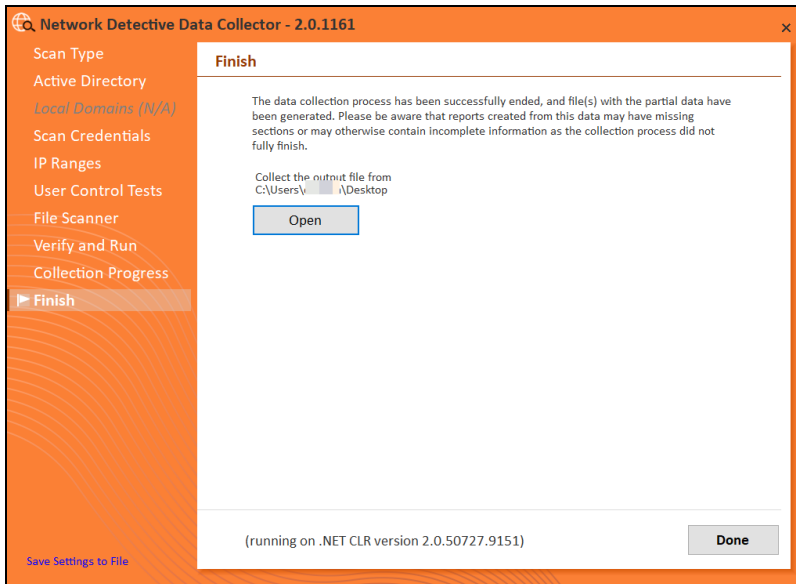 Network Detective Data Collector - 2.0.1161
Scan Type
Active Directory
Local Domains (N/A)
Scan Credentials
IP Ranges
User Control Tests
File Scanner
Verify and Run
Collection Progress
Finish
Save Settings to File
Finish
The data collection process has been successfully ended, and file(s) with the partial data have
been generated. Please be aware that reports created from this data may have missing
sections or may otherwise contain incomplete information as the collection process did not
fully finish.
Collect the output file from
C:\Users\ \Desktop
Open
(running on .NET CLR version 2.0.50727.9151)
Done